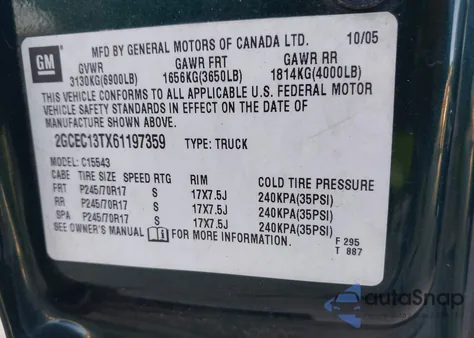 GM
MFD BY GENERAL MOTORS OF CANADA LTD. 10/05
GVWR GAWR FRT GAWR RR
3130KG(6900LB) 1656KG(3650LB) 1814KG(4000LB)
THIS VEHICLE CONFORMS TO ALL APPLICABLE U.S. FEDERAL MOTOR
VEHICLE SAFETY STANDARDS IN EFFECT ON THE DATE OF
MANUFACTURE SHOWN ABOVE.
2GCEC13TX61197359 TYPE: TRUCK
MODEL: C15543
CABE TIRE SIZE SPEED RTG RIM COLD TIRE PRESSURE
FRT P245/70R17 S 17X7.5J 240KPA(35PSI)
RR P245/70R17 S 17X7.5J 240KPA(35PSI)
SPA P245/70R17 S 17X7.5J 240KPA(35PSI)
SEE OWNER'S MANUAL FOR MORE INFORMATION.
F 295
T 887
autoSnap